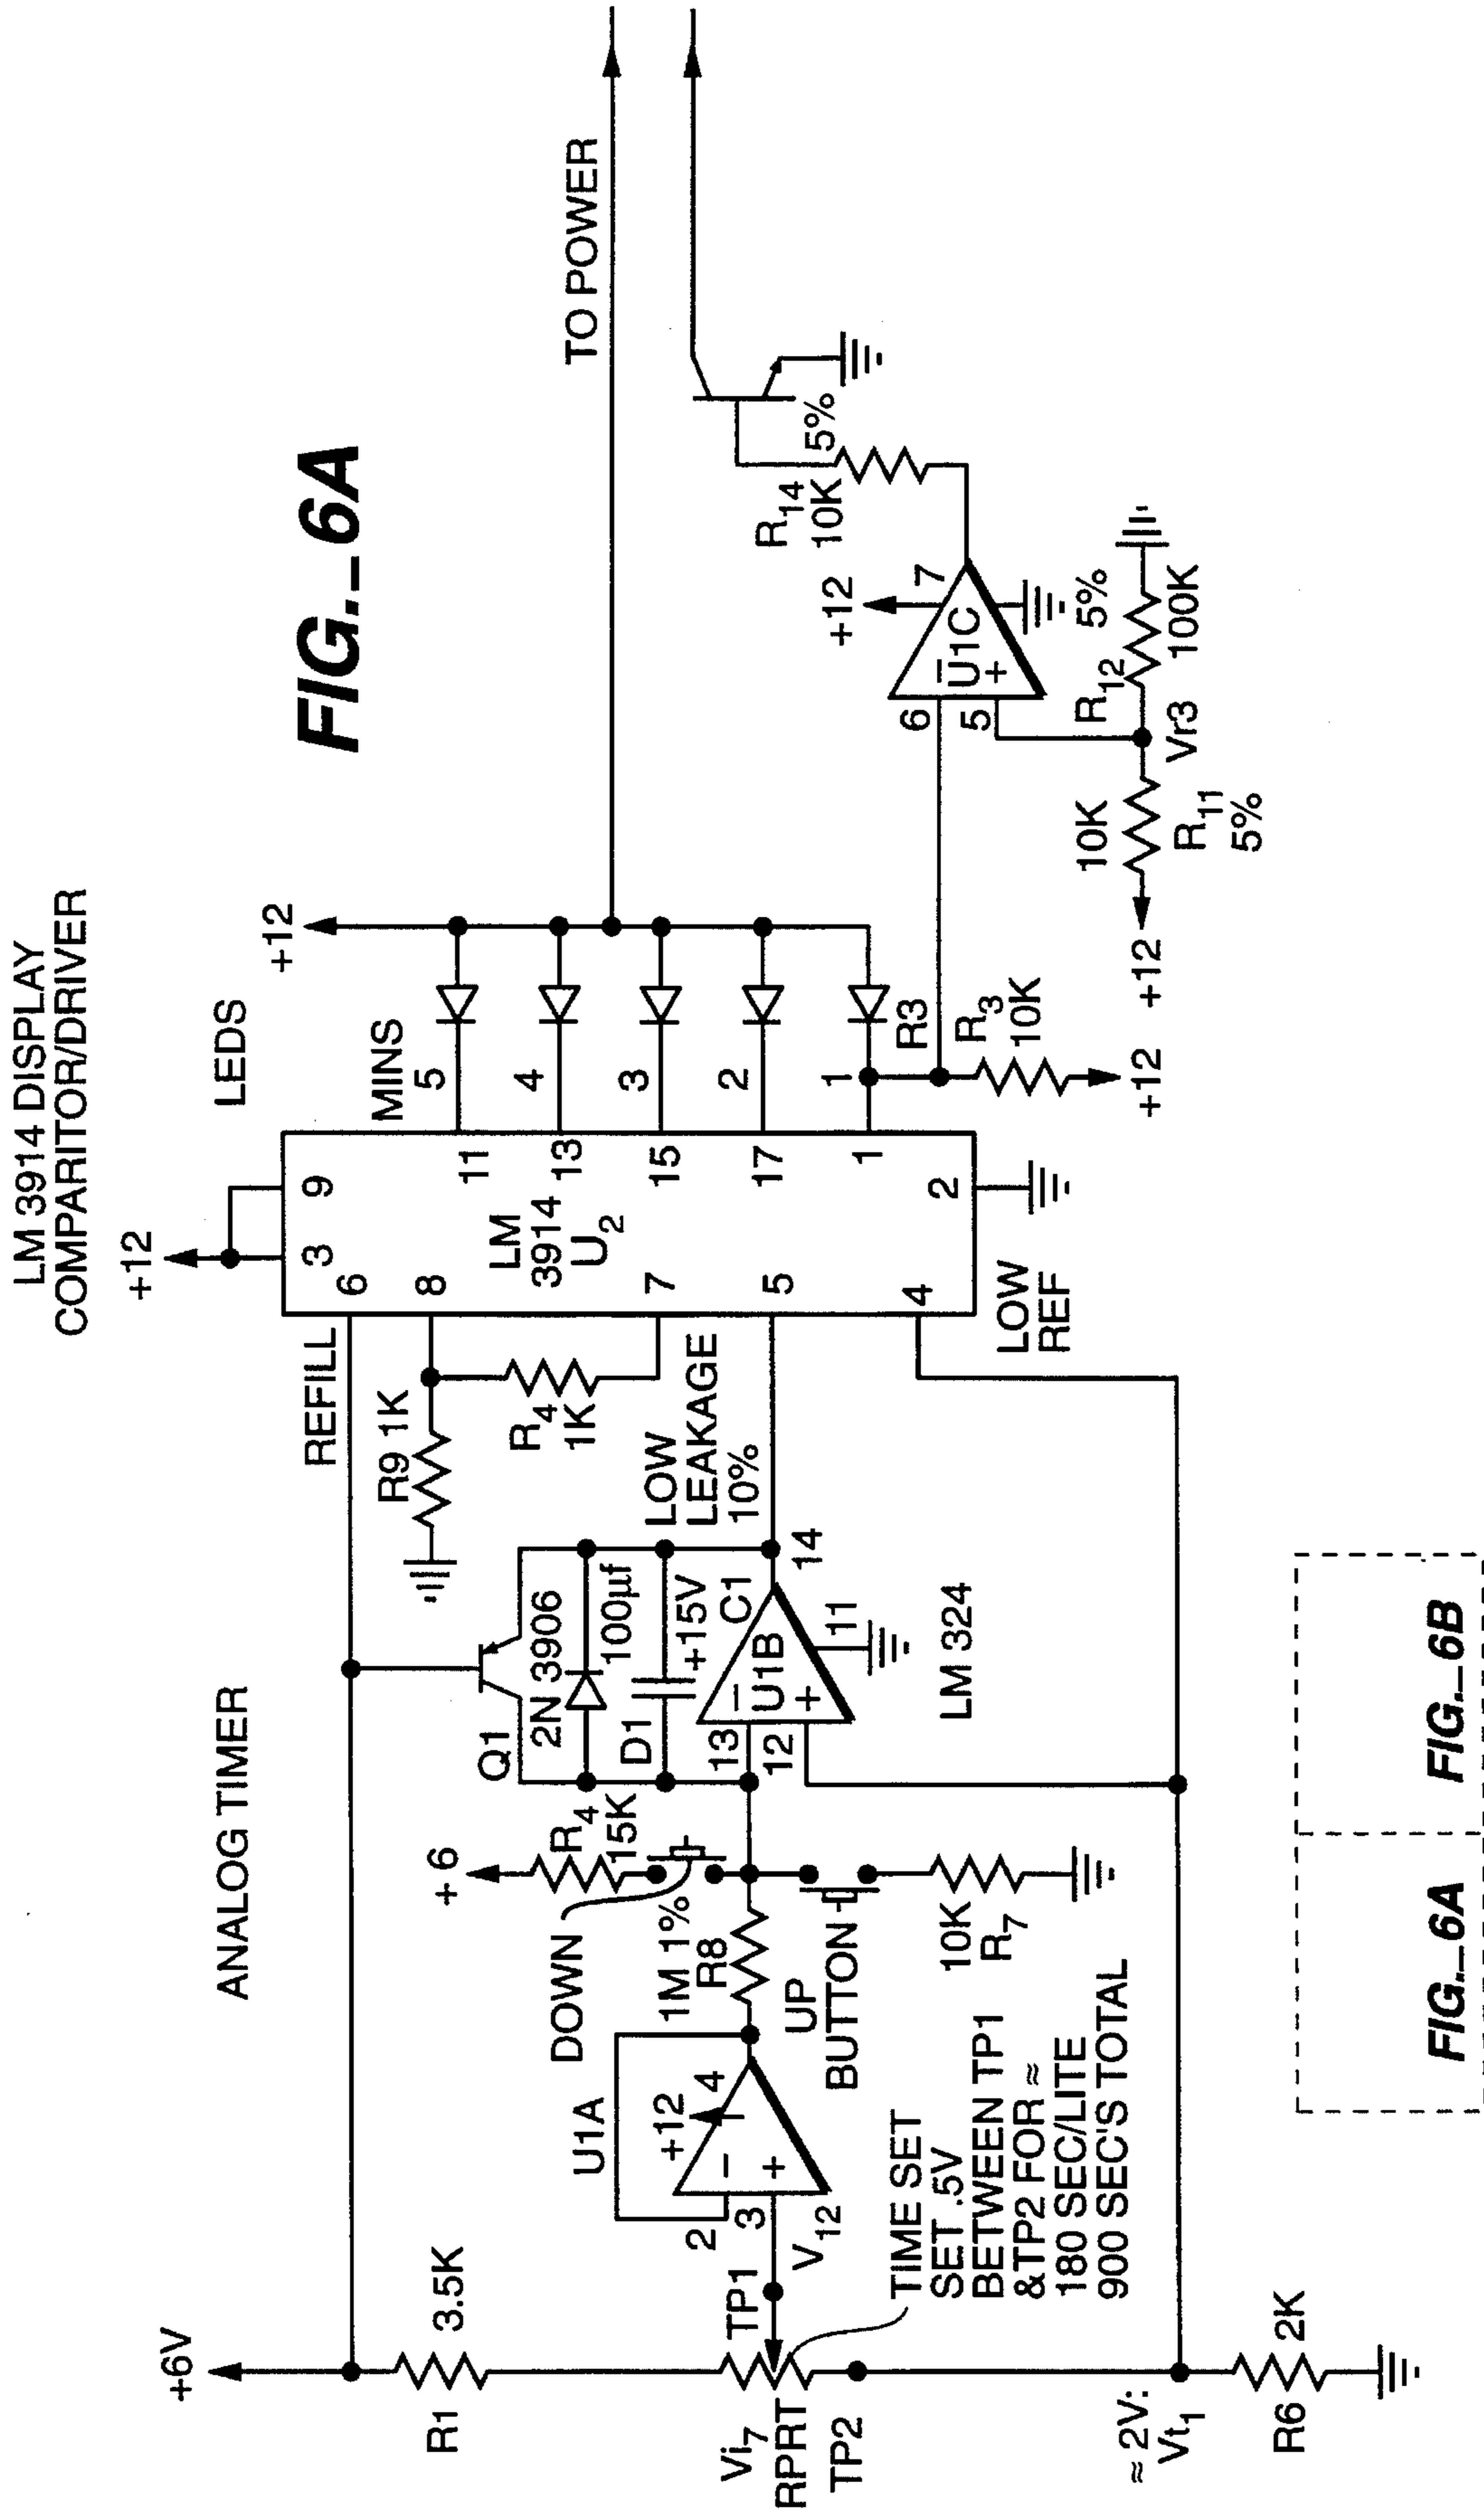 FIG._6A
LM 3914 DISPLAY
COMPARITOR/DRIVER
ANALOG TIMER
LEDS
TO POWER
+6V
R1
3.5K
Vi7
RPRT
TP1
TP2
≈2V:
Vt1
R6
2K
V12
2
3
U1A
+12
4
TIME SET
SET .5V
BETWEEN TP1
&TP2 FOR ≈
180 SEC/LITE
900 SEC'S TOTAL
DOWN
1M 1%
R8
UP
BUTTON
+6
R4
15K
10K
R7
Q1
2N 3906
D1
100µf
+15V
C1
13
12
U1B
−
+
14
11
LM 324
LOW
LEAKAGE
10%
R9 1K
R4
1K
REFILL
+12
3
9
6
8
7
5
4
LM
3914
U2
11
13
15
17
1
2
LOW
REF
MINS
5
4
3
2
1
R3
R3
10K
+12
+12
6
5
U1C
−
+
7
+12
R14
10K
5%
+12
10K
R11
5%
Vr3
R12
5%
100K
FIG._6A
FIG._6B